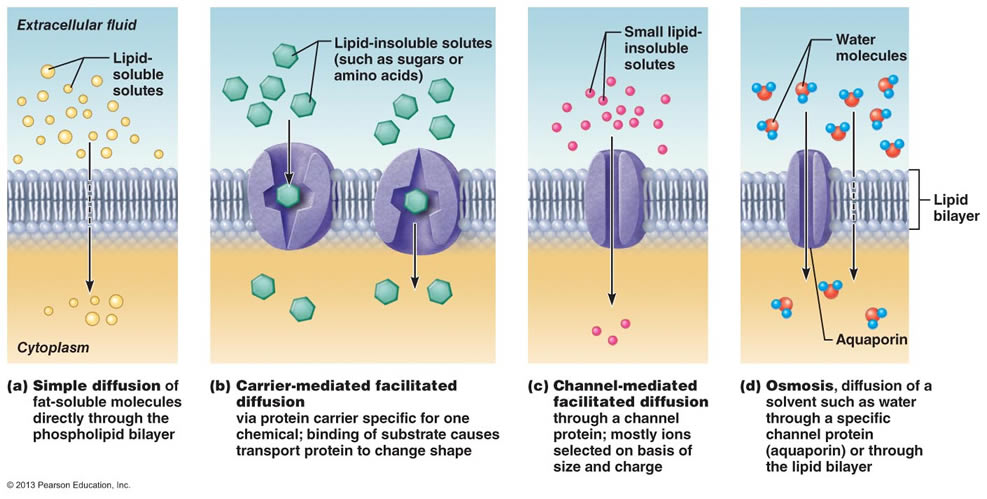 Extracellular fluid
Lipid-
soluble
solutes
Cytoplasm
(a) Simple diffusion of
fat-soluble molecules
directly through the
phospholipid bilayer
Lipid-insoluble solutes
(such as sugars or
amino acids)
(b) Carrier-mediated facilitated
diffusion
via protein carrier specific for one
chemical; binding of substrate causes
transport protein to change shape
Small lipid-
insoluble
solutes
(c) Channel-mediated
facilitated diffusion
through a channel
protein; mostly ions
selected on basis of
size and charge
Water
molecules
Lipid
bilayer
Aquaporin
(d) Osmosis, diffusion of a
solvent such as water
through a specific
channel protein
(aquaporin) or through
the lipid bilayer
© 2013 Pearson Education, Inc.